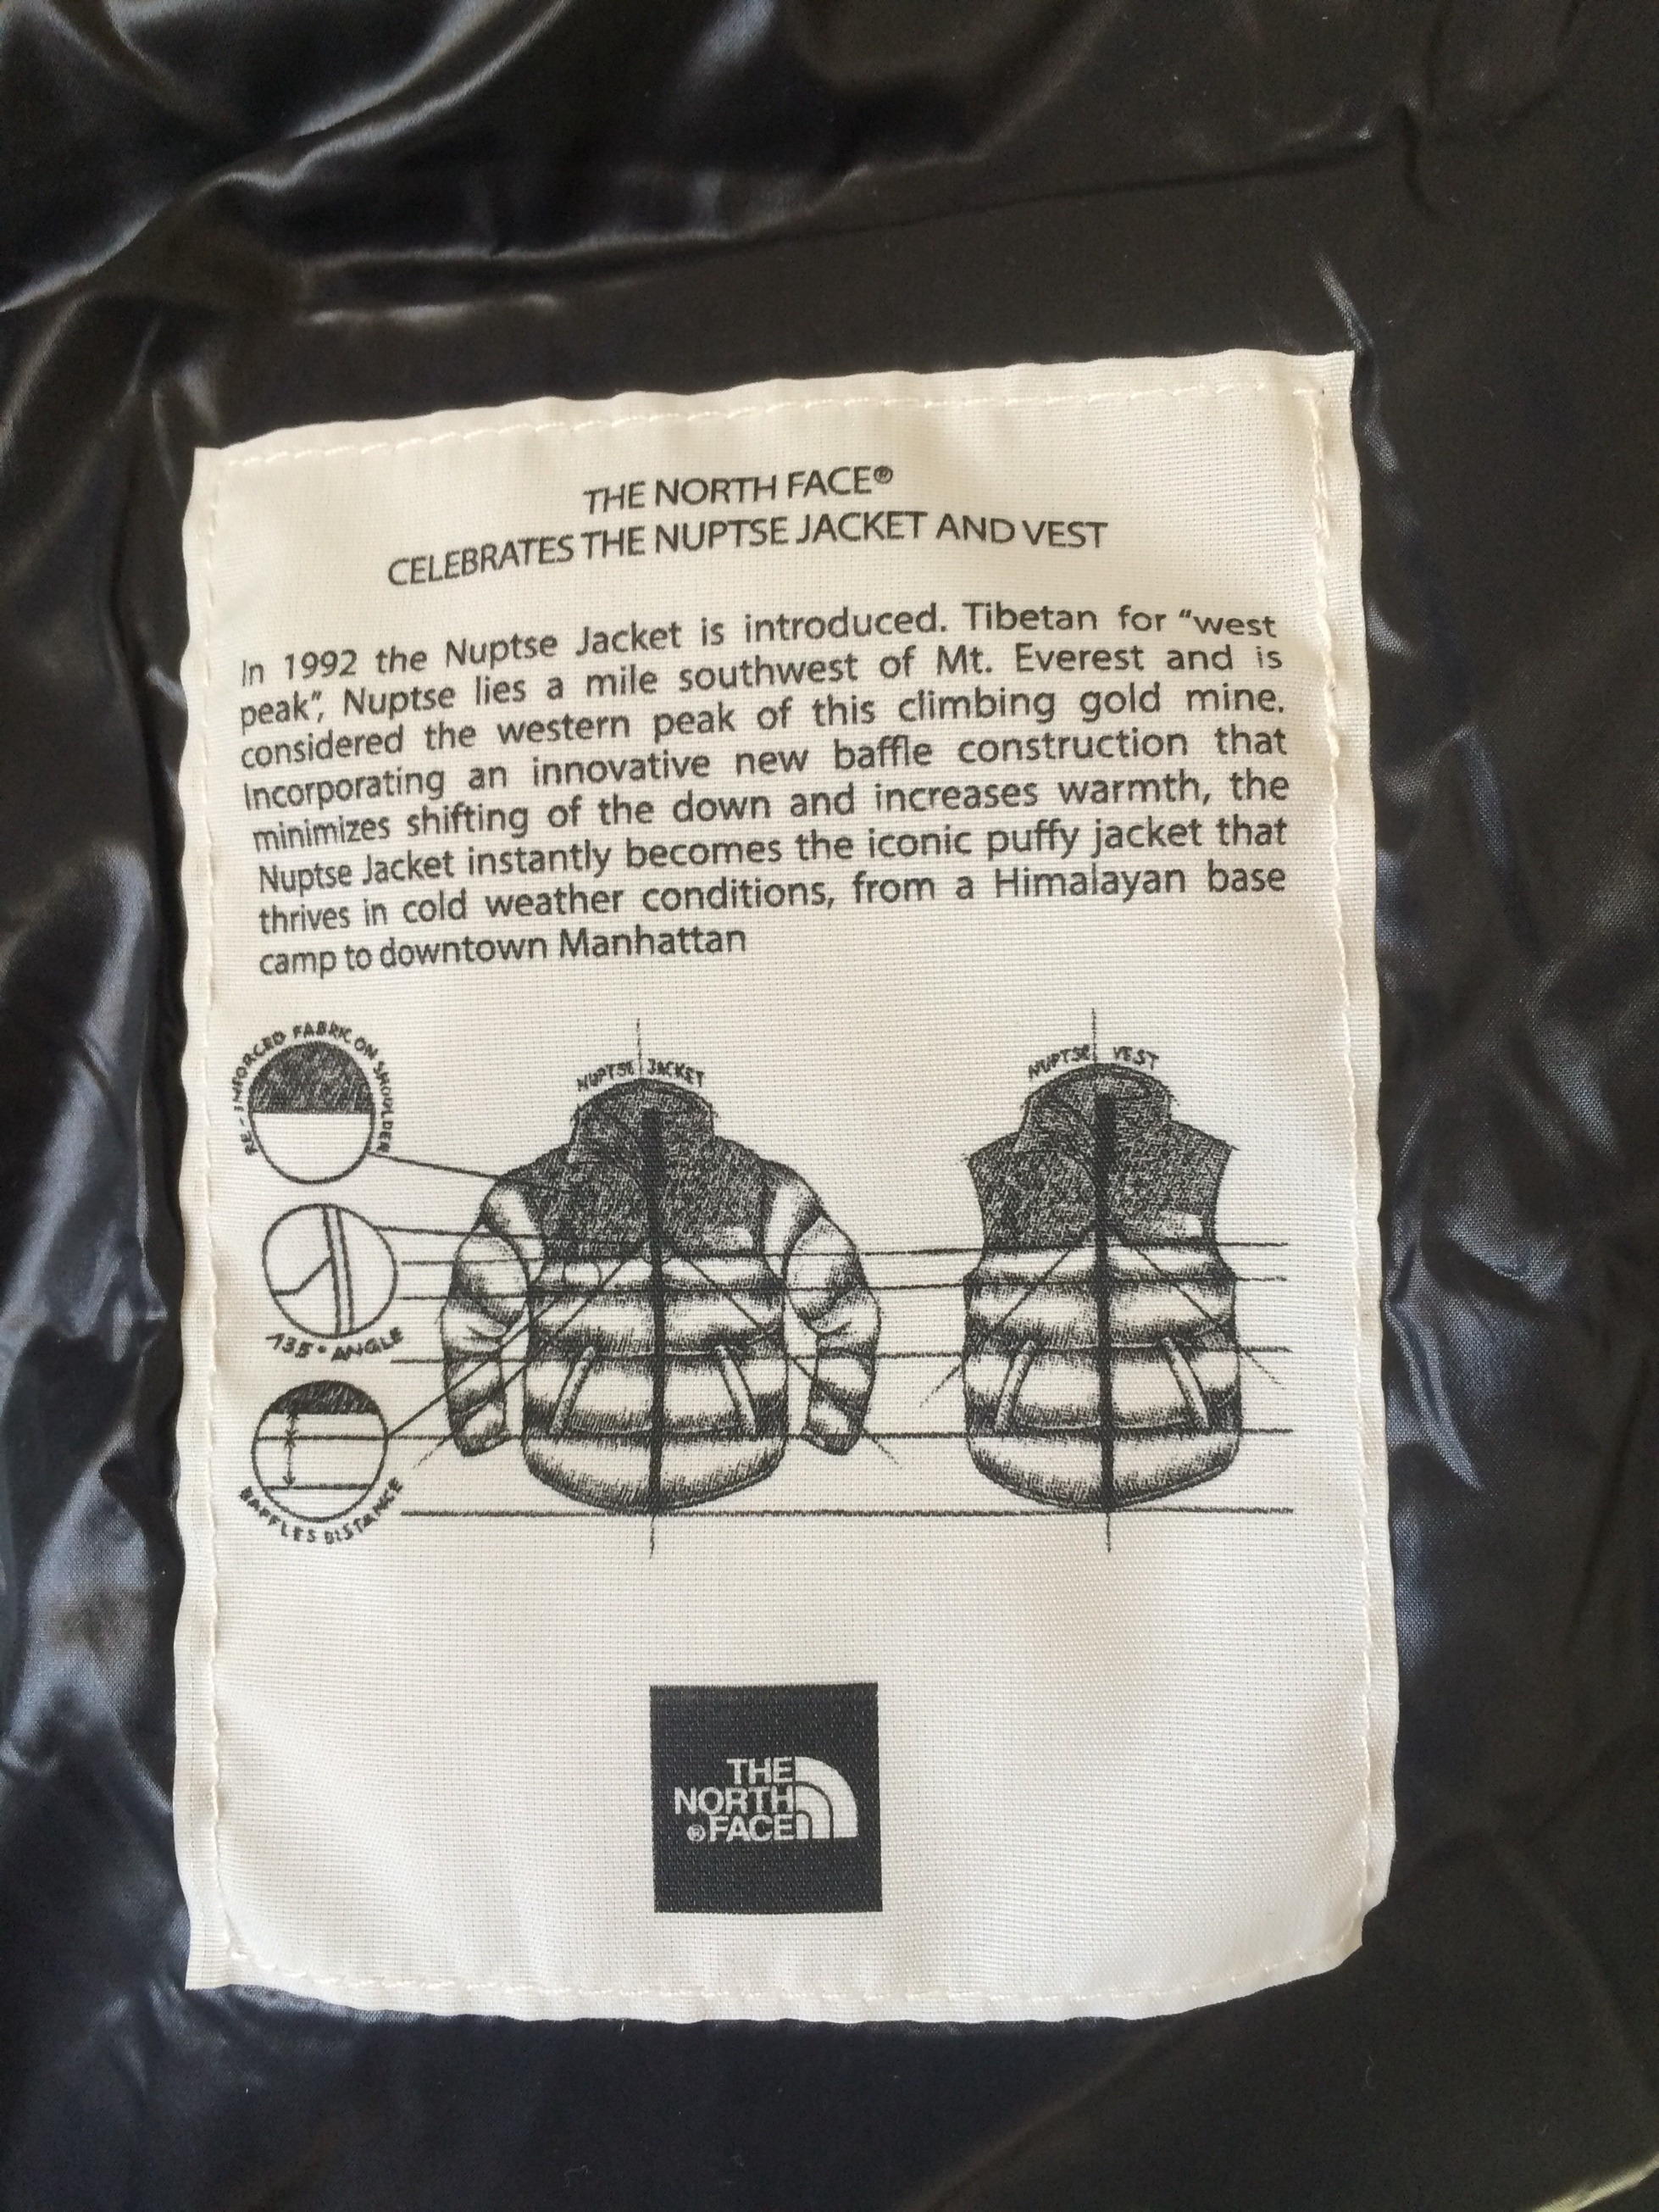 THE NORTH FACE®
CELEBRATES THE NUPTSE JACKET AND VEST
In 1992 the Nuptse Jacket is introduced. Tibetan for “west
peak”, Nuptse lies a mile southwest of Mt. Everest and is
considered the western peak of this climbing gold mine.
Incorporating an innovative new baffle construction that
minimizes shifting of the down and increases warmth, the
Nuptse Jacket instantly becomes the iconic puffy jacket that
thrives in cold weather conditions, from a Himalayan base
camp to downtown Manhattan
RE-INFORCED FABRIC ON SHOULDER
NUPTSE JACKET
NUPTSE VEST
135° ANGLE
BAFFLES DISTANCE
THE
NORTH
®FACE